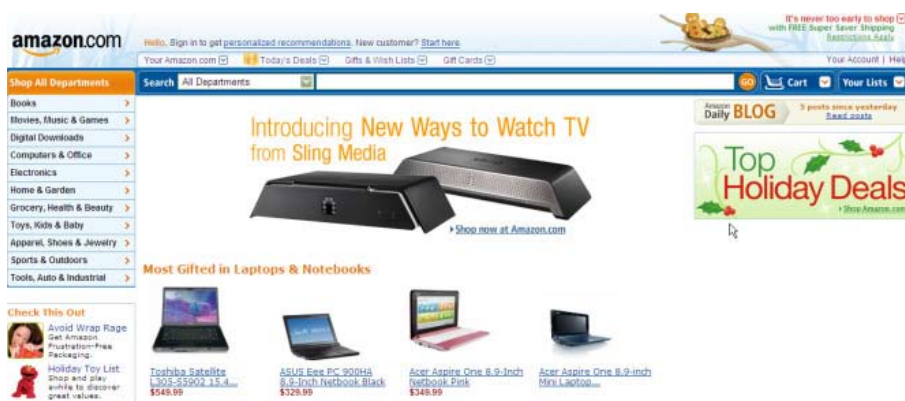 amazon.com
Hello. Sign in to get personalized recommendations. New customer? Start here.
It's never too early to shop
with FREE Super Saver Shipping
Restrictions Apply
Your Amazon.com
Today's Deals
Gifts & Wish Lists
Gift Cards
Your Account | Help
Shop All Departments
Search All Departments
GO
Cart
Your Lists
Books
Movies, Music & Games
Digital Downloads
Computers & Office
Electronics
Home & Garden
Grocery, Health & Beauty
Toys, Kids & Baby
Apparel, Shoes & Jewelry
Sports & Outdoors
Tools, Auto & Industrial
Introducing New Ways to Watch TV
from Sling Media
Shop now at Amazon.com
Amazon
Daily BLOG
3 posts since yesterday
Read posts
Top
Holiday Deals
Shop Amazon.com
Most Gifted in Laptops & Notebooks
Toshiba Satellite
L305-S5902 15.4...
$549.99
ASUS Eee PC 900HA
8.9-Inch Netbook Black
$329.99
Acer Aspire One 8.9-Inch
Netbook Pink
$349.99
Acer Aspire One 8.9-inch
Mini Laptop...
Check This Out
Avoid Wrap Rage
Get Amazon
Frustration-Free
Packaging.
Holiday Toy List
Shop and play
awhile to discover
great values.